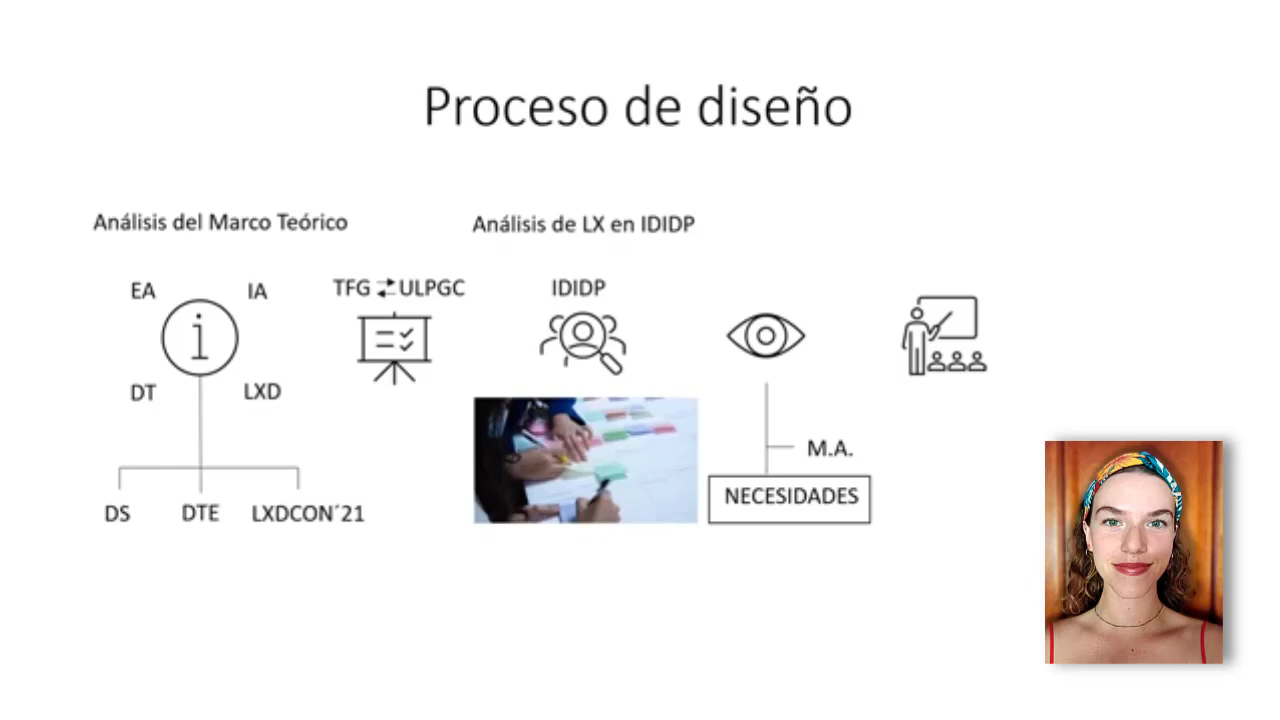 Proceso de diseño
Análisis del Marco Teórico
Análisis de LX en IDIDP
EA
IA
TFG ⇄ ULPGC
IDIDP
i
DT
LXD
M.A.
NECESIDADES
DS
DTE
LXDCON´21